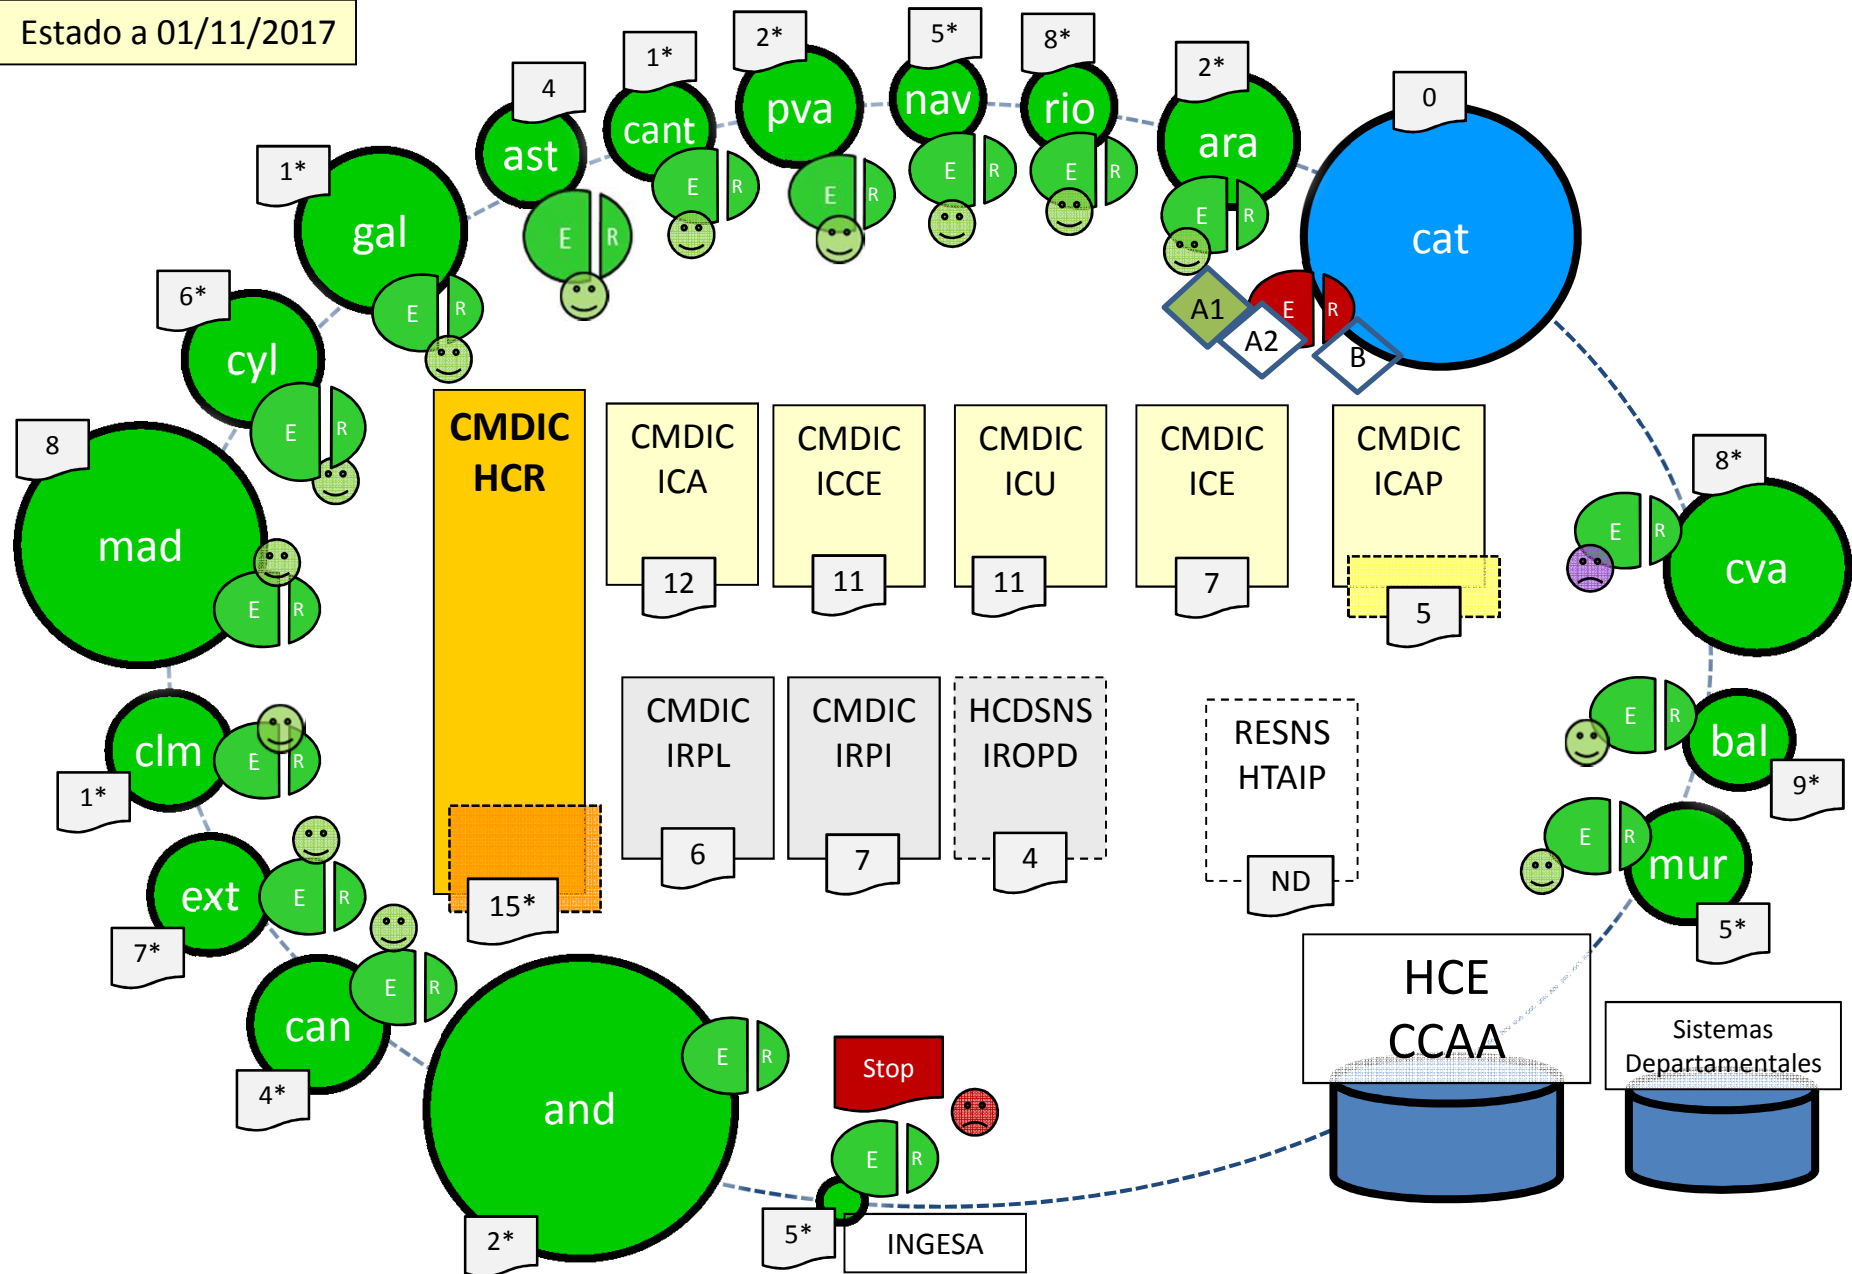 Estado a 01/11/2017
4
ast
E R
1*
cant
E R
2*
pva
E R
5*
nav
E R
8*
rio
E R
2*
ara
E R
0
cat
E R
A1
A2
B
1*
gal
E R
6*
cyl
E R
8
mad
E R
clm
E R
1*
ext
E R
7*
can
E R
4*
and
E R
2*
CMDIC
HCR
15*
CMDIC
ICA
12
CMDIC
ICCE
11
CMDIC
ICU
11
CMDIC
ICE
7
CMDIC
ICAP
5
CMDIC
IRPL
6
CMDIC
IRPI
7
HCDSNS
IROPD
4
RESNS
HTAIP
ND
8*
cva
E R
bal
E R
9*
mur
E R
5*
Stop
E R
5*
INGESA
HCE
CCAA
Sistemas
Departamentales